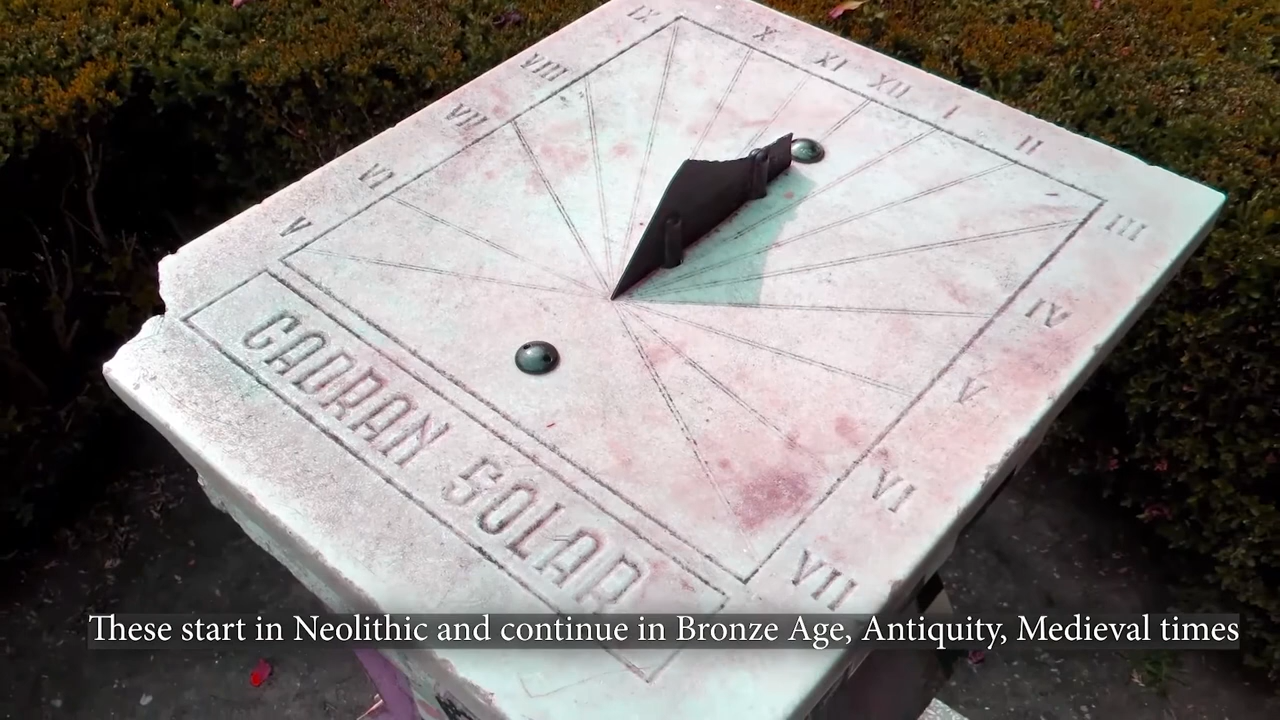 IX X XI XII I II III
VIII
VII
VI
V
IV
V
VI
VII
CADRAN SOLAR
These start in Neolithic and continue in Bronze Age, Antiquity, Medieval times